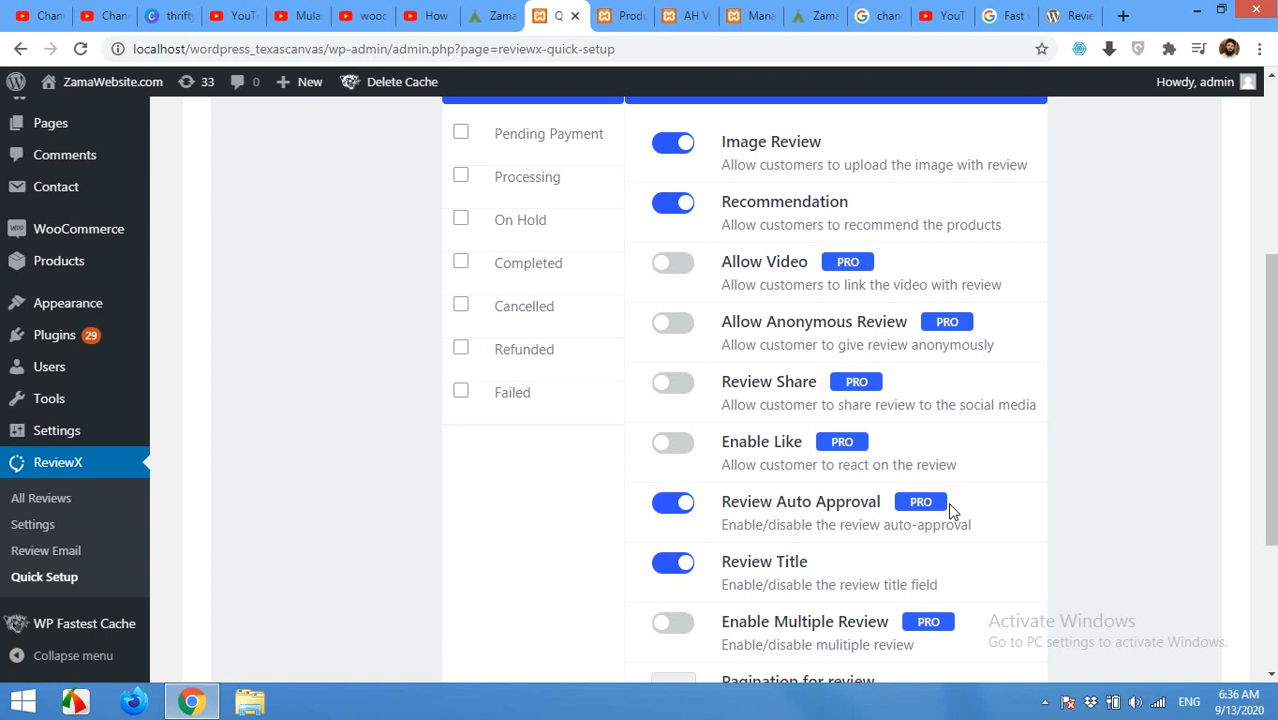 Chan
Chan
thrifty
YouT
Mula
wooc
How
Zama
Q
Produ
AH V
Mana
Zama
chan
YouT
Fast v
Revie
localhost/wordpress_texascanvas/wp-admin/admin.php?page=reviewx-quick-setup
ZamaWebsite.com
33
0
New
Delete Cache
Howdy, admin
Pages
Comments
Contact
WooCommerce
Products
Appearance
Plugins 29
Users
Tools
Settings
ReviewX
All Reviews
Settings
Review Email
Quick Setup
WP Fastest Cache
Collapse menu
Pending Payment
Processing
On Hold
Completed
Cancelled
Refunded
Failed
Image Review
Allow customers to upload the image with review
Recommendation
Allow customers to recommend the products
Allow Video PRO
Allow customers to link the video with review
Allow Anonymous Review PRO
Allow customer to give review anonymously
Review Share PRO
Allow customer to share review to the social media
Enable Like PRO
Allow customer to react on the review
Review Auto Approval PRO
Enable/disable the review auto-approval
Review Title
Enable/disable the review title field
Enable Multiple Review PRO
Enable/disable mulitiple review
Pagination for review
Activate Windows
Go to PC settings to activate Windows.
ENG
6:36 AM
9/13/2020